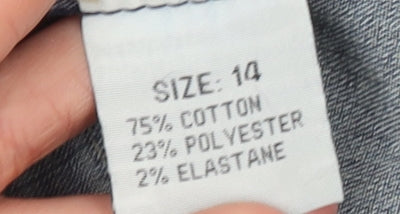 SIZE: 14
75% COTTON
23% POLYESTER
2% ELASTANE